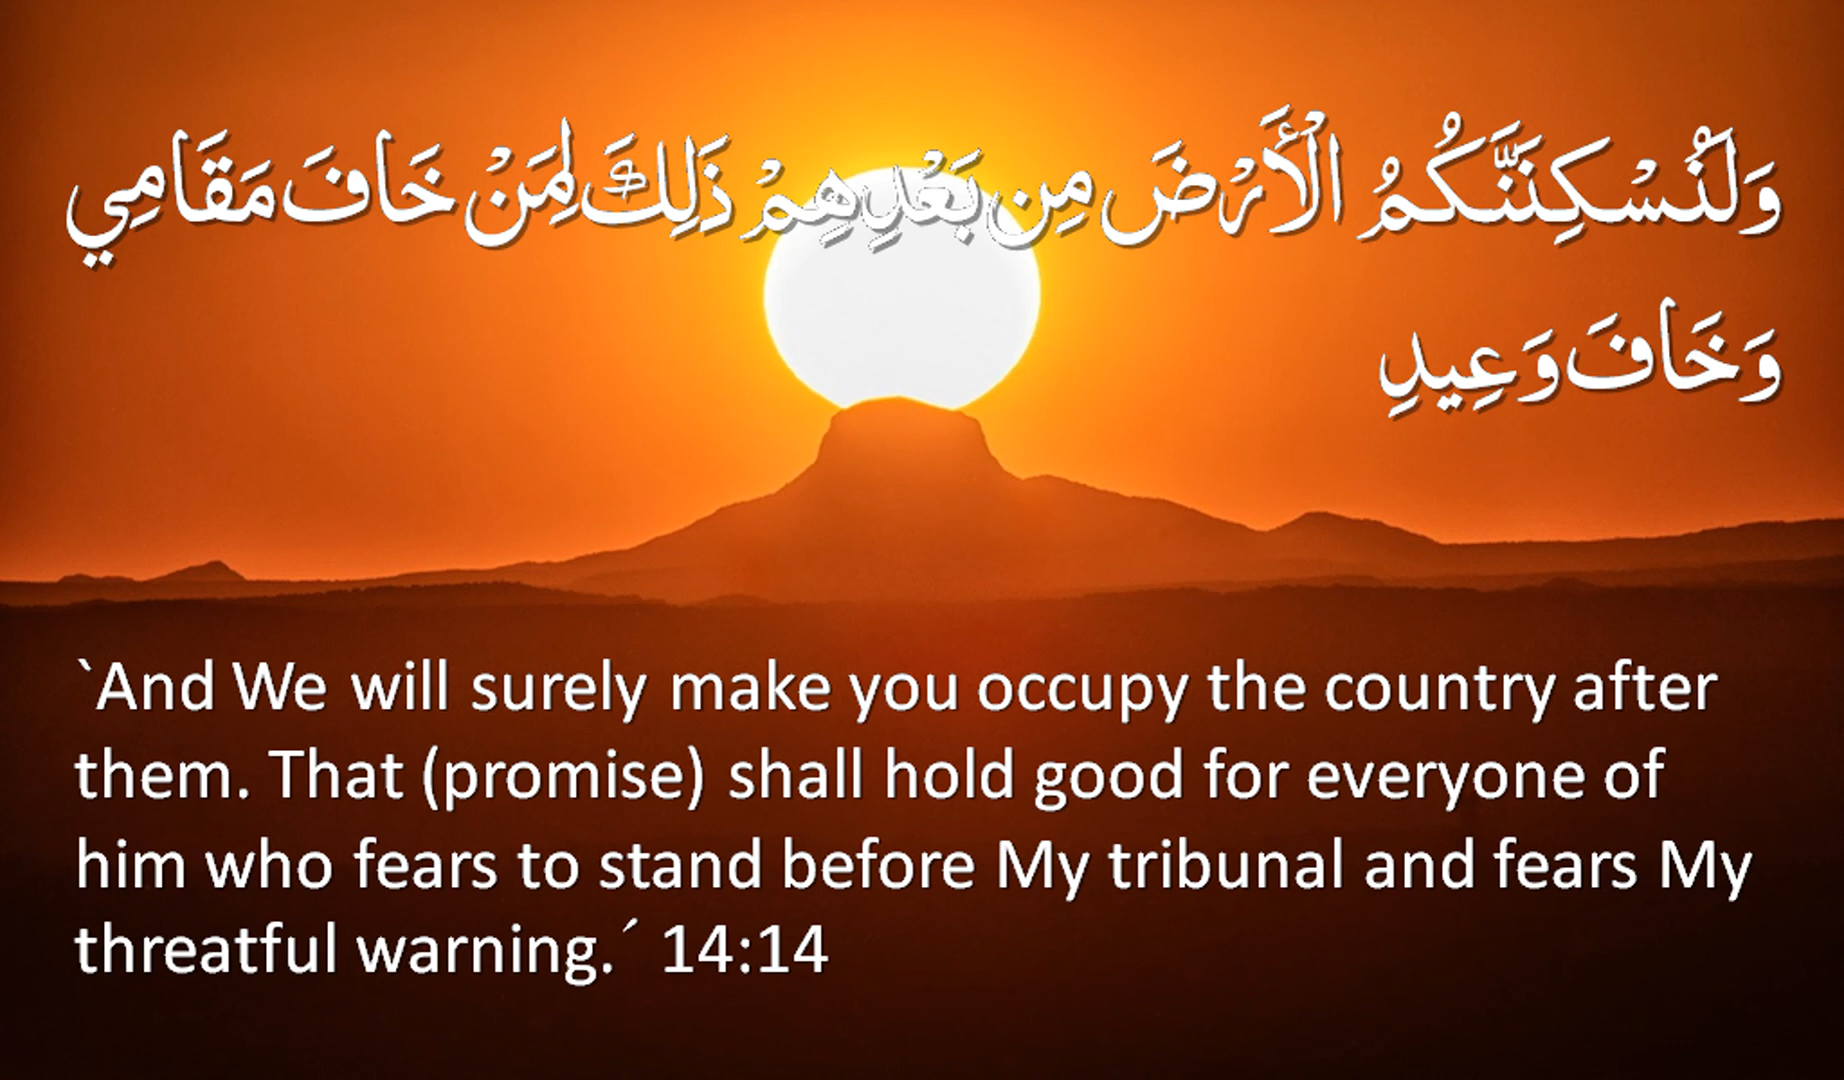 وَلَنُسْكِنَنَّكُمُ الْأَرْضَ مِن بَعْدِهِمْ ذَلِكَ لِمَنْ خَافَ مَقَامِي
وَخَافَ وَعِيدِ
`And We will surely make you occupy the country after
them. That (promise) shall hold good for everyone of
him who fears to stand before My tribunal and fears My
threatful warning.´ 14:14